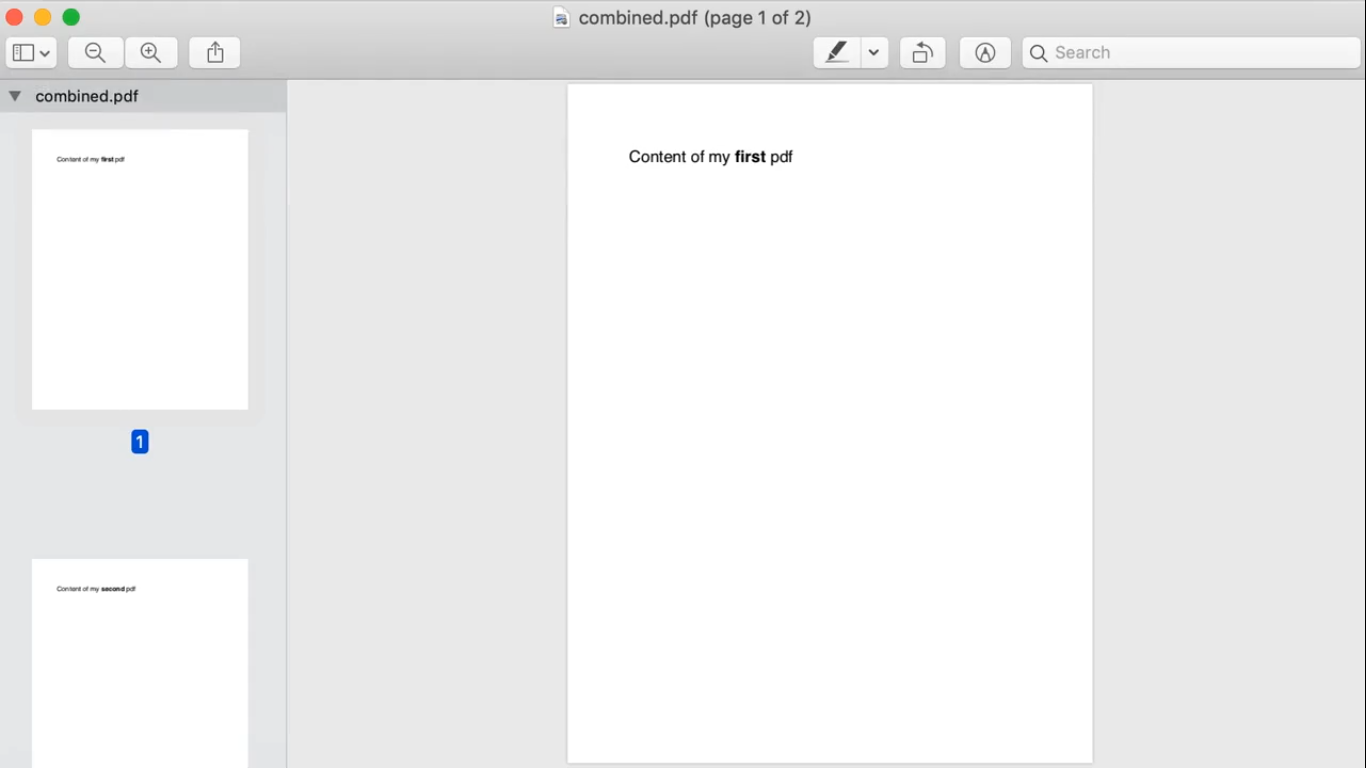 combined.pdf (page 1 of 2)
Search
combined.pdf
Content of my first pdf
1
Content of my second pdf
Content of my first pdf